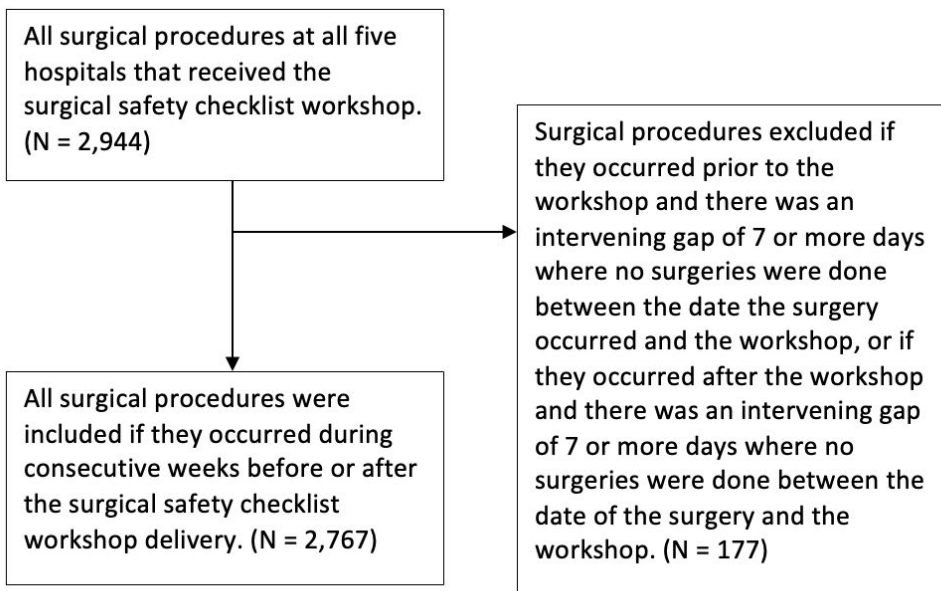 All surgical procedures at all five
hospitals that received the
surgical safety checklist workshop.
(N = 2,944)
Surgical procedures excluded if
they occurred prior to the
workshop and there was an
intervening gap of 7 or more days
where no surgeries were done
between the date the surgery
occurred and the workshop, or if
they occurred after the workshop
and there was an intervening gap
of 7 or more days where no
surgeries were done between the
date of the surgery and the
workshop. (N = 177)
All surgical procedures were
included if they occurred during
consecutive weeks before or after
the surgical safety checklist
workshop delivery. (N = 2,767)